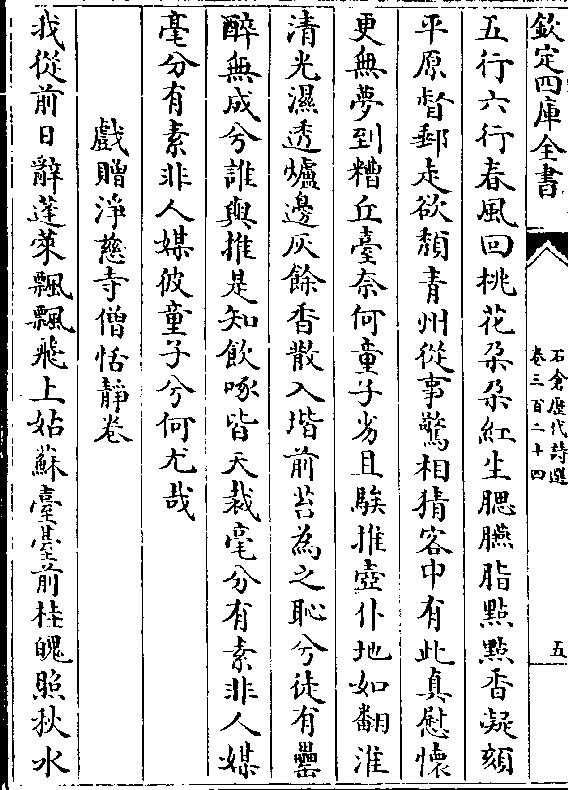 欽定四庫全書
石倉歴代詩選
卷三百二十四
五
五行六行春風回桃花朶朶紅生腮臙脂點點香凝頦
平原督郵走欲頽青州從事驚相猜客中有此真慰懷
更無夢到糟丘臺奈何童子劣且騃推壺仆地如翻淮
清光濕透爐邊灰餘香散入堦前苔為之恥兮徒有罍
醉無成兮誰與推是知飲啄皆天裁毫分有素非人媒
毫分有素非人媒彼童子兮何尤哉
戲贈淨慈寺僧恬靜卷
我從前日辭蓬萊飄飄飛上姑蘇臺臺前桂魄照秋水